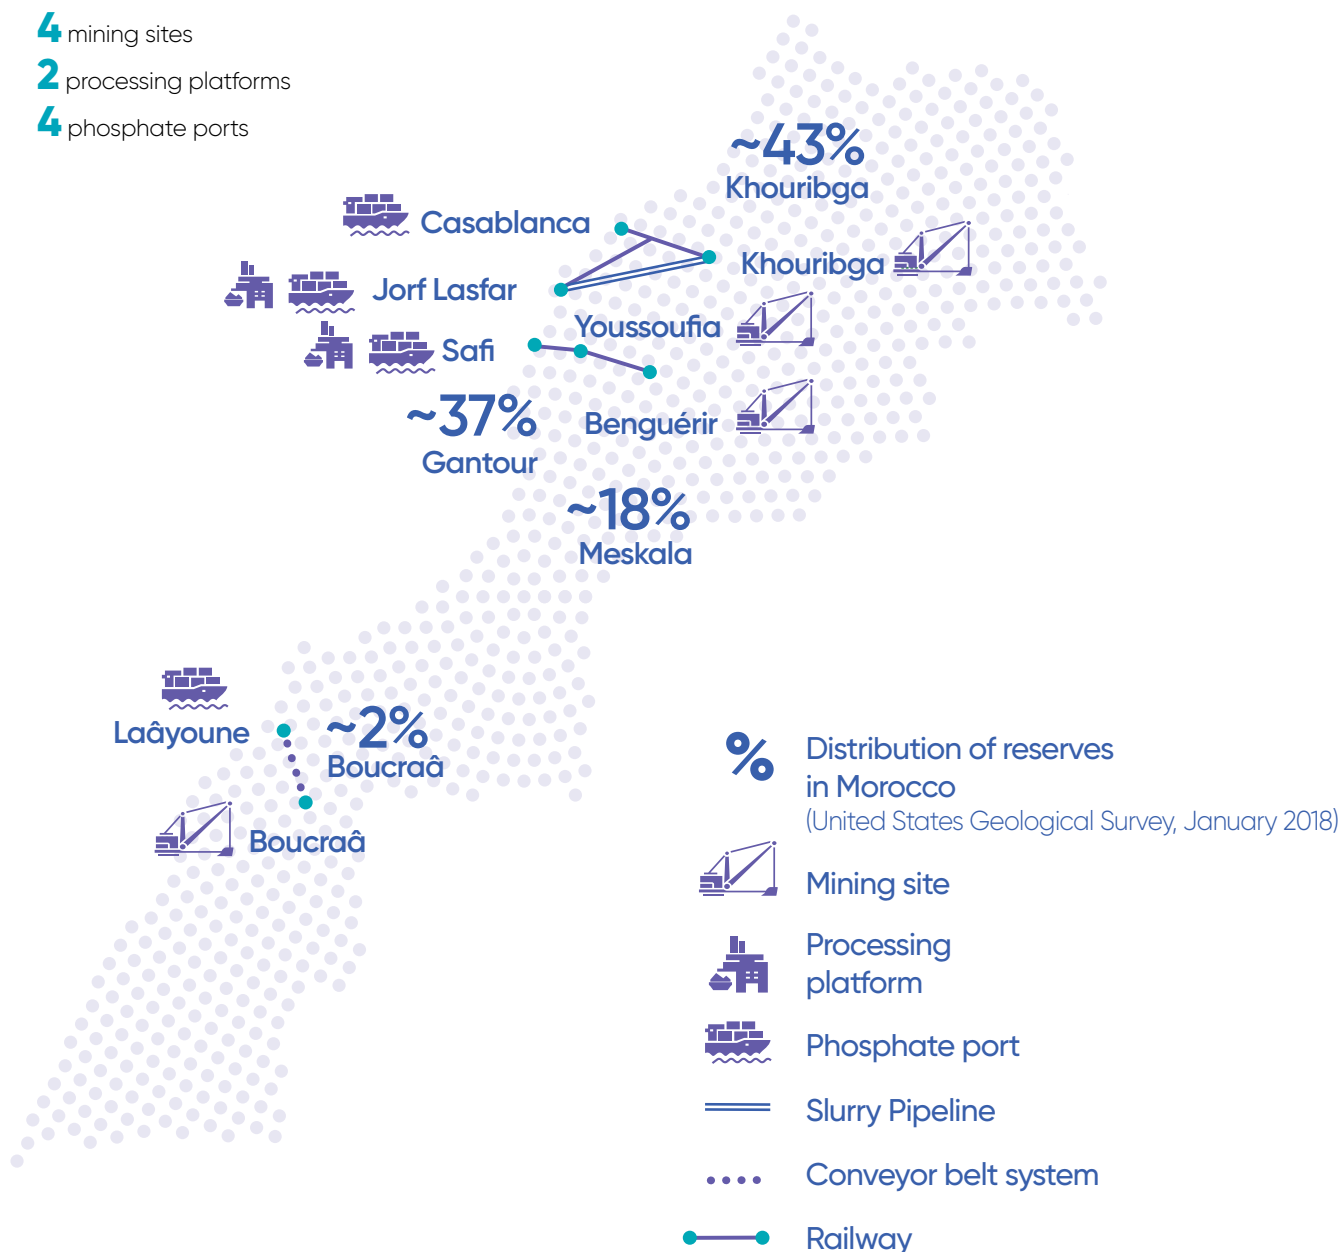 4 mining sites
2 processing platforms
4 phosphate ports
~43%
Khouribga
Casablanca
Khouribga
Jorf Lasfar
Youssoufia
Safi
~37%
Gantour
Benguérir
~18%
Meskala
Laâyoune
~2%
Boucraâ
Boucraâ
% Distribution of reserves
in Morocco
(United States Geological Survey, January 2018)
Mining site
Processing
platform
Phosphate port
Slurry Pipeline
Conveyor belt system
Railway